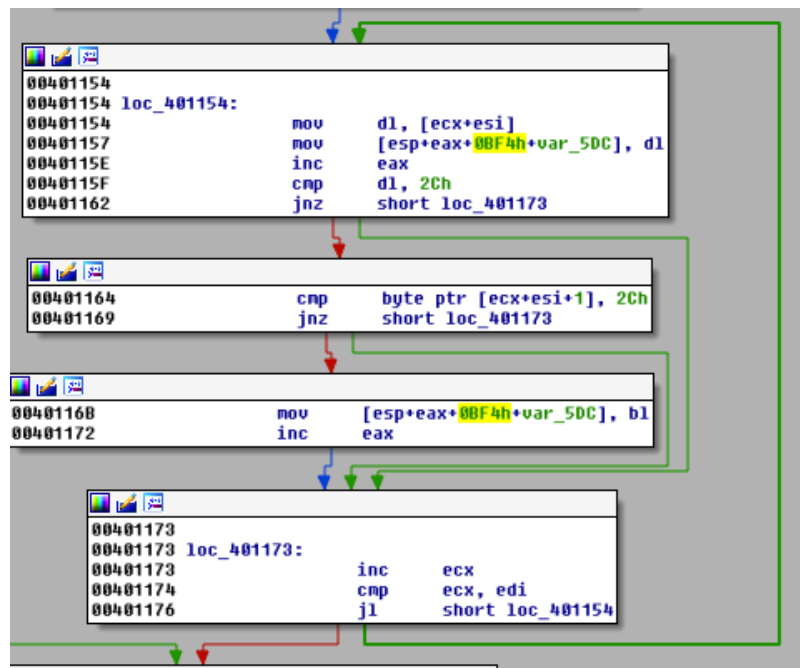 00401154
00401154 loc_401154:
00401154 mov dl, [ecx+esi]
00401157 mov [esp+eax+0BF4h+var_5DC], dl
0040115E inc eax
0040115F cmp dl, 2Ch
00401162 jnz short loc_401173
00401164 cmp byte ptr [ecx+esi+1], 2Ch
00401169 jnz short loc_401173
0040116B mov [esp+eax+0BF4h+var_5DC], bl
00401172 inc eax
00401173
00401173 loc_401173:
00401173 inc ecx
00401174 cmp ecx, edi
00401176 jl short loc_401154